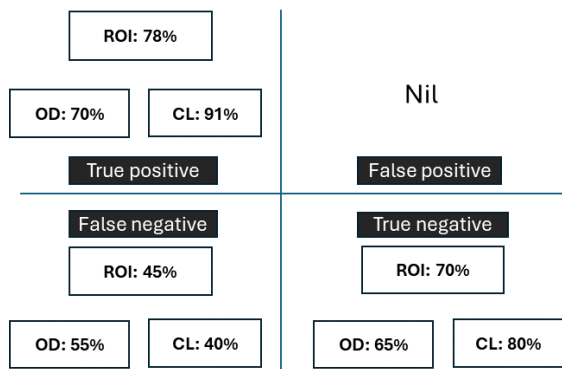 ROI: 78%
OD: 70%
CL: 91%
True positive
Nil
False positive
False negative
ROI: 45%
OD: 55%
CL: 40%
True negative
ROI: 70%
OD: 65%
CL: 80%